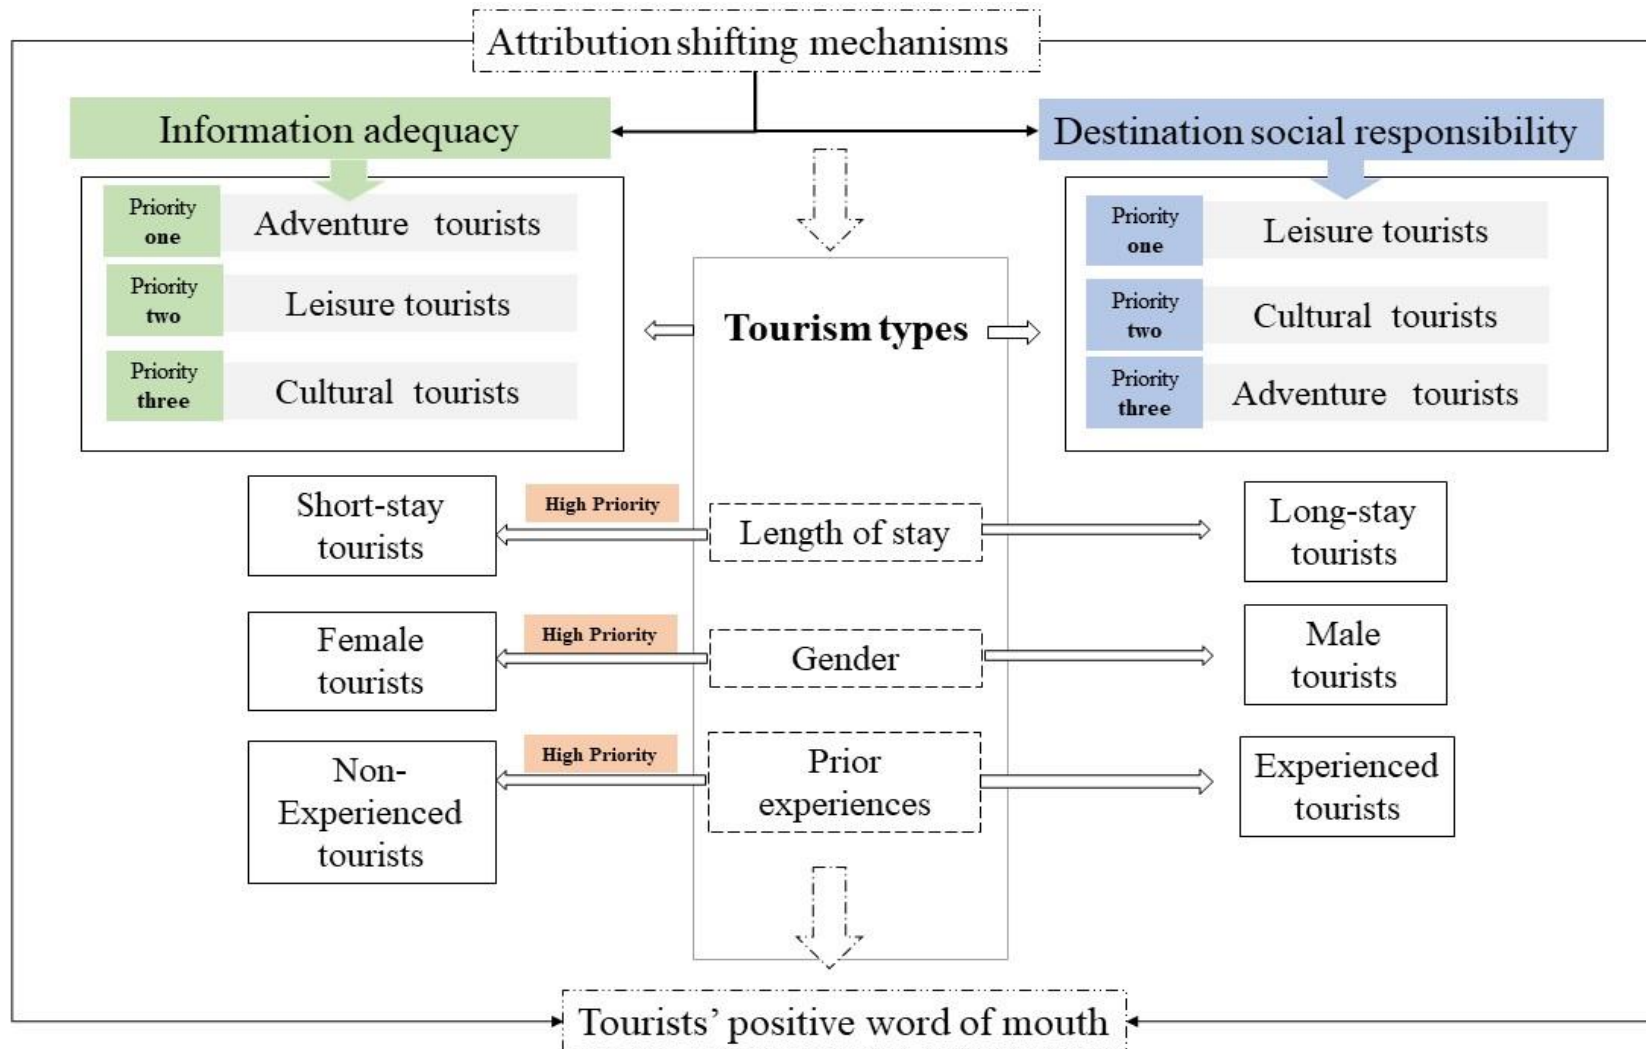 Attribution shifting mechanisms
Information adequacy
Destination social responsibility
Priority
one
Adventure tourists
Priority
two
Leisure tourists
Priority
three
Cultural tourists
Tourism types
Priority
one
Leisure tourists
Priority
two
Cultural tourists
Priority
three
Adventure tourists
Short-stay
tourists
High Priority
Length of stay
Long-stay
tourists
Female
tourists
High Priority
Gender
Male
tourists
Non-
Experienced
tourists
High Priority
Prior
experiences
Experienced
tourists
Tourists’ positive word of mouth